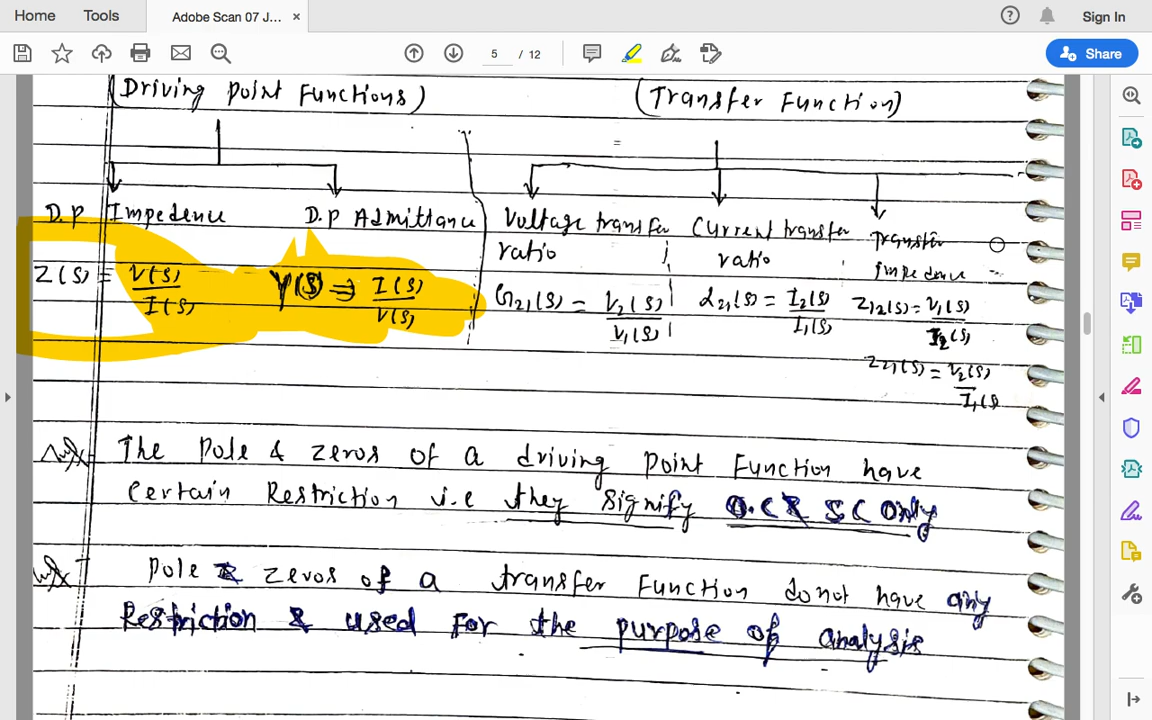 Home Tools Adobe Scan 07 J... × Sign In
5 / 12 Share
(Driving Point Functions) (Transfer Function)
D.P Impedence D.P Admittance Voltage transfer ratio Current transfer ratio Transfer impedence
Z(s) = V(s)/I(s) Y(s) ⇒ I(s)/V(s) G21(s) = V2(s)/V1(s) α21(s) = I2(s)/I1(s) Z12(s) = V1(s)/I2(s)
Z21(s) = V2(s)/I1(s)
The Pole & zeros of a driving Point Function have
Certain Restriction i.e they signify O.C & S C only
Pole & zeros of a transfer Function donot have any
Restriction & used For the purpose of analysis